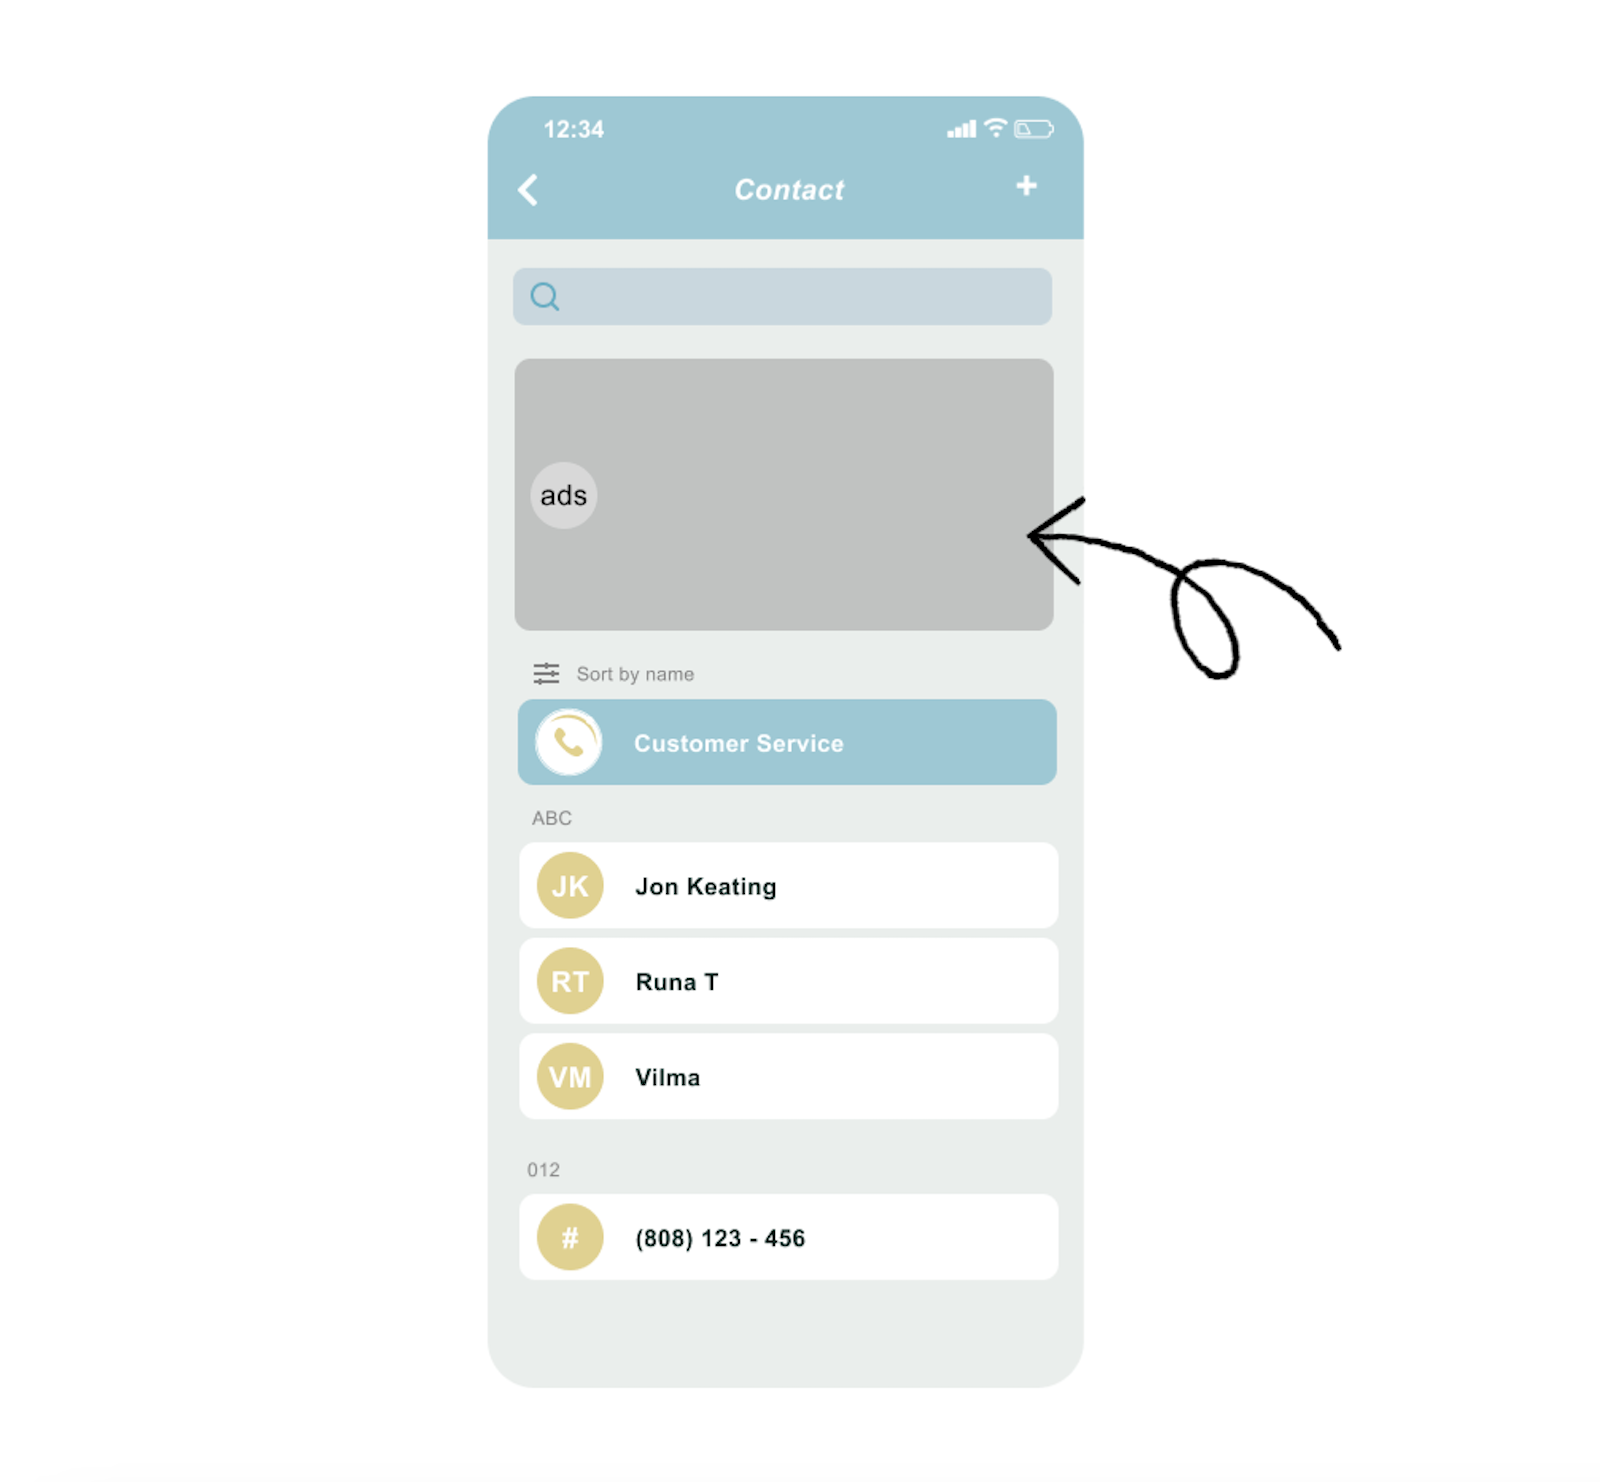 12:34
Contact
+
ads
Sort by name
Customer Service
ABC
JK
Jon Keating
RT
Runa T
VM
Vilma
012
#
(808) 123 - 456